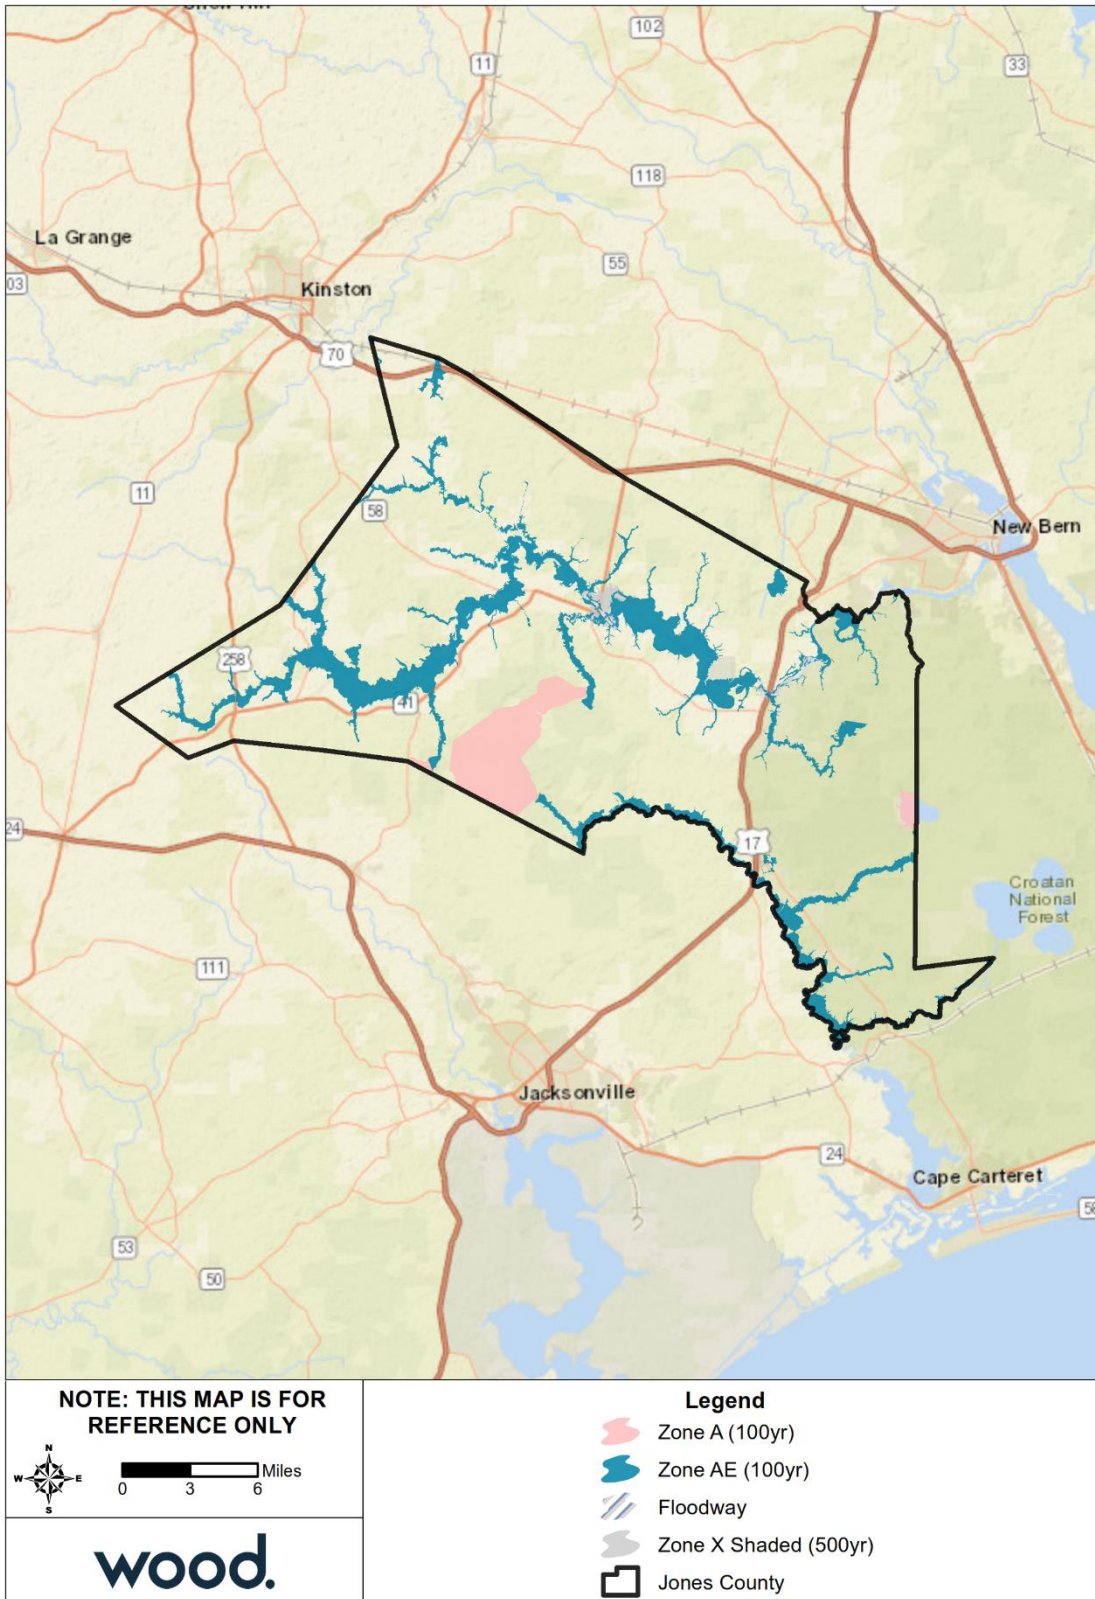 102
11
33
118
La Grange
55
03
Kinston
70
11
58
New Bern
258
41
24
17
Croatan
National
Forest
111
Jacksonville
24
Cape Carteret
58
53
50
NOTE: THIS MAP IS FOR
REFERENCE ONLY
N
W E
S
Miles
0 3 6
wood.
Legend
Zone A (100yr)
Zone AE (100yr)
Floodway
Zone X Shaded (500yr)
Jones County